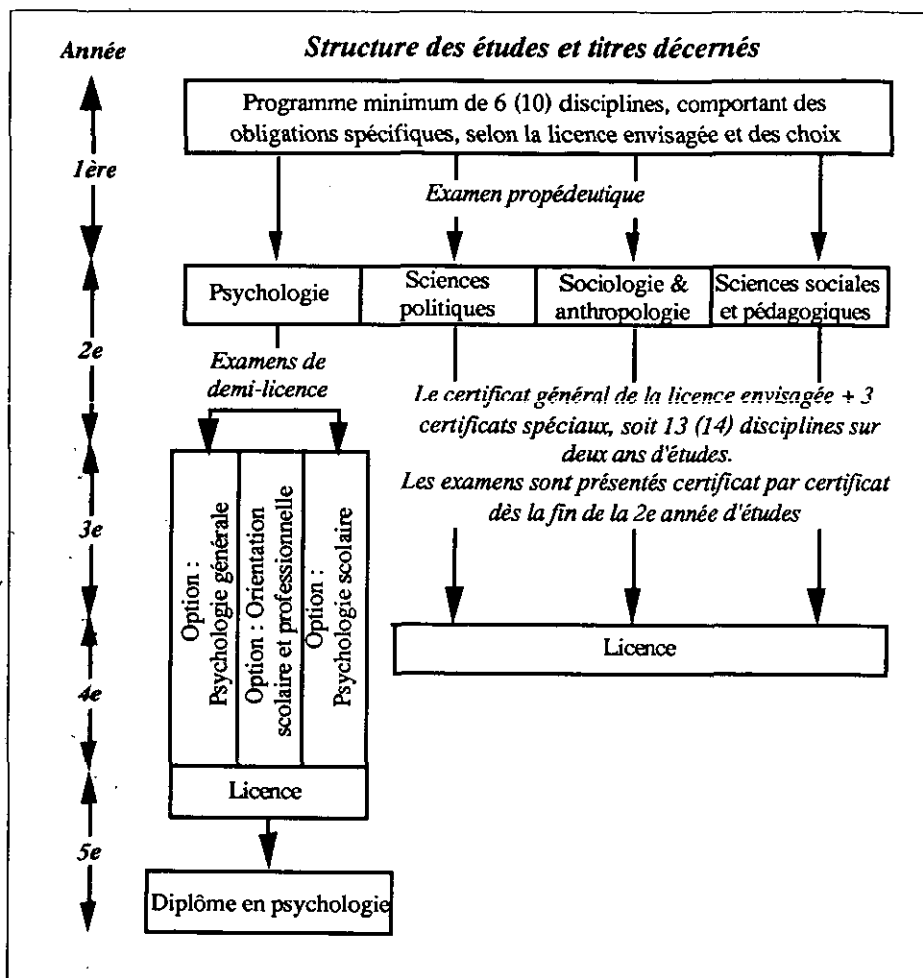 Année
Structure des études et titres décernés
Programme minimum de 6 (10) disciplines, comportant des
obligations spécifiques, selon la licence envisagée et des choix
1ère
Examen propédeutique
Psychologie
Sciences
politiques
Sociologie &
anthropologie
Sciences sociales
et pédagogiques
2e
Examens de
demi-licence
Le certificat général de la licence envisagée + 3
certificats spéciaux, soit 13 (14) disciplines sur
deux ans d'études.
Les examens sont présentés certificat par certificat
dès la fin de la 2e année d'études
3e
Option :
Psychologie générale
Option : Orientation
scolaire et professionnelle
Option :
Psychologie scolaire
Licence
4e
Licence
5e
Diplôme en psychologie